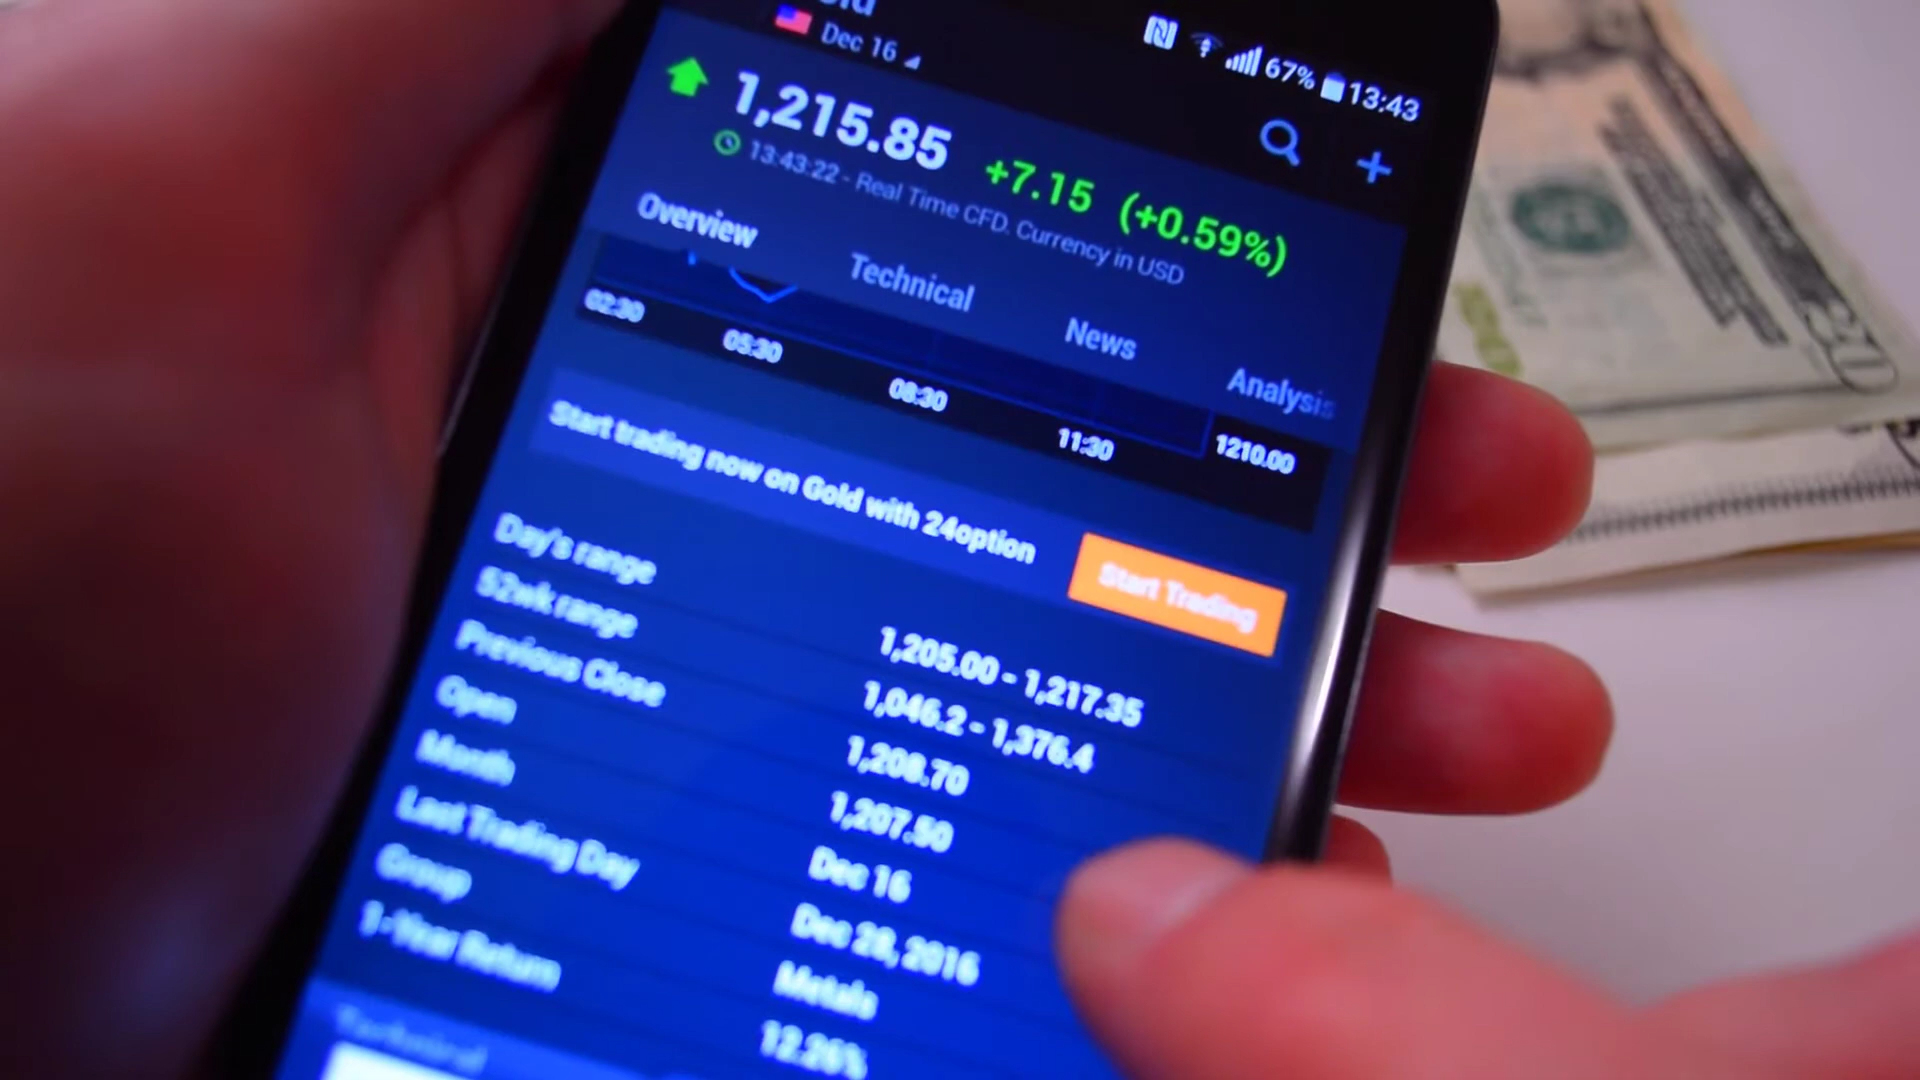 Dec 16
67% 13:43
1,215.85 +7.15 (+0.59%)
13:43:22 - Real Time CFD. Currency in USD
Overview Technical News Analysis
02:30 05:30 08:30 11:30 1210.00
Start trading now on Gold with 24option Start Trading
Day's range 1,205.00 - 1,217.35
52wk range 1,046.2 - 1,376.4
Previous Close 1,208.70
Open 1,207.50
Month Dec 16
Last Trading Day Dec 28, 2016
Group Metals
1-Year Return 12.26%
Technical
50